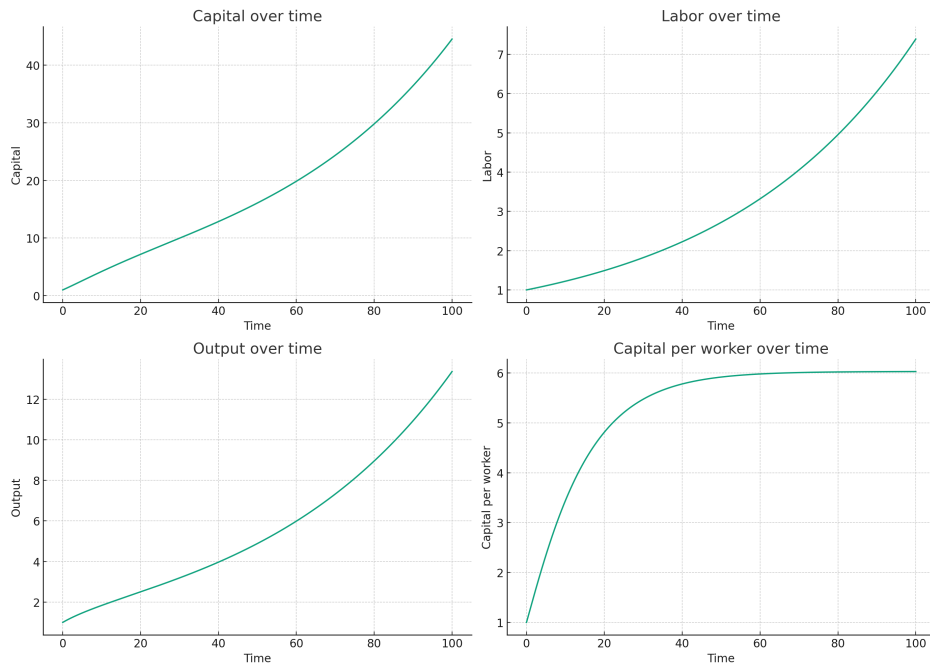 Capital over time
Capital
40
30
20
10
0
0 20 40 60 80 100
Time
Labor over time
Labor
7
6
5
4
3
2
1
0 20 40 60 80 100
Time
Output over time
Output
12
10
8
6
4
2
0 20 40 60 80 100
Time
Capital per worker over time
Capital per worker
6
5
4
3
2
1
0 20 40 60 80 100
Time